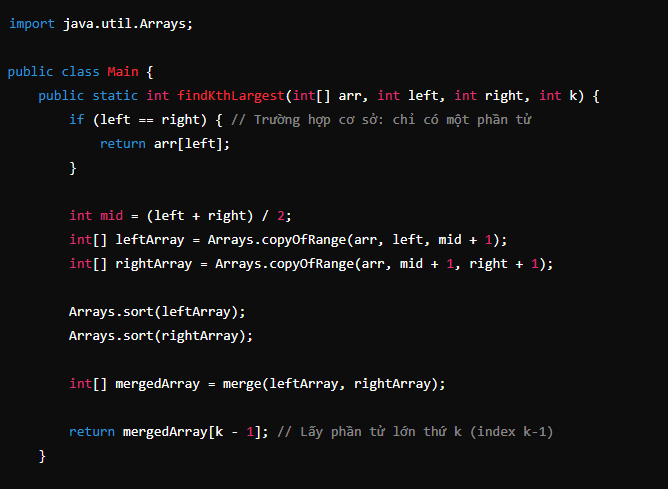 import java.util.Arrays;
public class Main {
public static int findKthLargest(int[] arr, int left, int right, int k) {
if (left == right) { // Trường hợp cơ sở: chỉ có một phần tử
return arr[left];
}
int mid = (left + right) / 2;
int[] leftArray = Arrays.copyOfRange(arr, left, mid + 1);
int[] rightArray = Arrays.copyOfRange(arr, mid + 1, right + 1);
Arrays.sort(leftArray);
Arrays.sort(rightArray);
int[] mergedArray = merge(leftArray, rightArray);
return mergedArray[k - 1]; // Lấy phần tử lớn thứ k (index k-1)
}